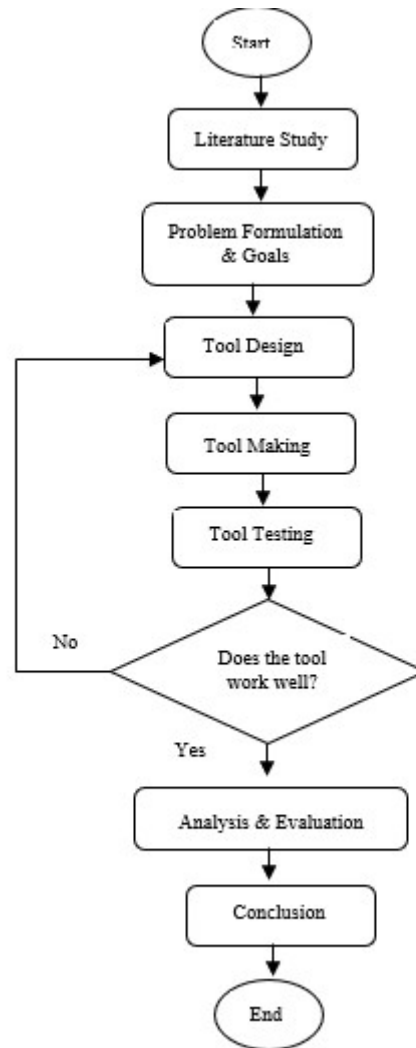 Start
Literature Study
Problem Formulation
& Goals
Tool Design
Tool Making
Tool Testing
Does the tool
work well?
No
Yes
Analysis & Evaluation
Conclusion
End